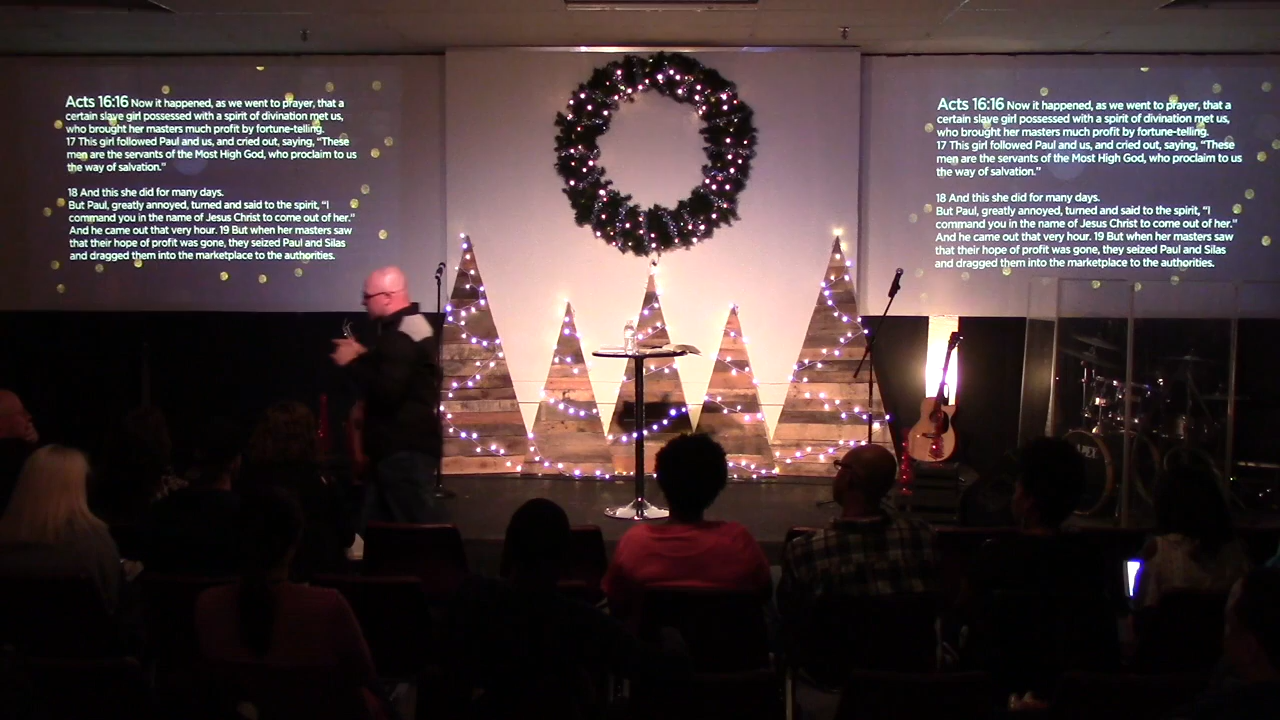 Acts 16:16 Now it happened, as we went to prayer, that a
certain slave girl possessed with a spirit of divination met us,
who brought her masters much profit by fortune-telling.
17 This girl followed Paul and us, and cried out, saying, “These
men are the servants of the Most High God, who proclaim to us
the way of salvation.”
18 And this she did for many days.
But Paul, greatly annoyed, turned and said to the spirit, “I
command you in the name of Jesus Christ to come out of her.”
And he came out that very hour. 19 But when her masters saw
that their hope of profit was gone, they seized Paul and Silas
and dragged them into the marketplace to the authorities.
Acts 16:16 Now it happened, as we went to prayer, that a
certain slave girl possessed with a spirit of divination met us,
who brought her masters much profit by fortune-telling.
17 This girl followed Paul and us, and cried out, saying, “These
men are the servants of the Most High God, who proclaim to us
the way of salvation.”
18 And this she did for many days.
But Paul, greatly annoyed, turned and said to the spirit, “I
command you in the name of Jesus Christ to come out of her.”
And he came out that very hour. 19 But when her masters saw
that their hope of profit was gone, they seized Paul and Silas
and dragged them into the marketplace to the authorities.